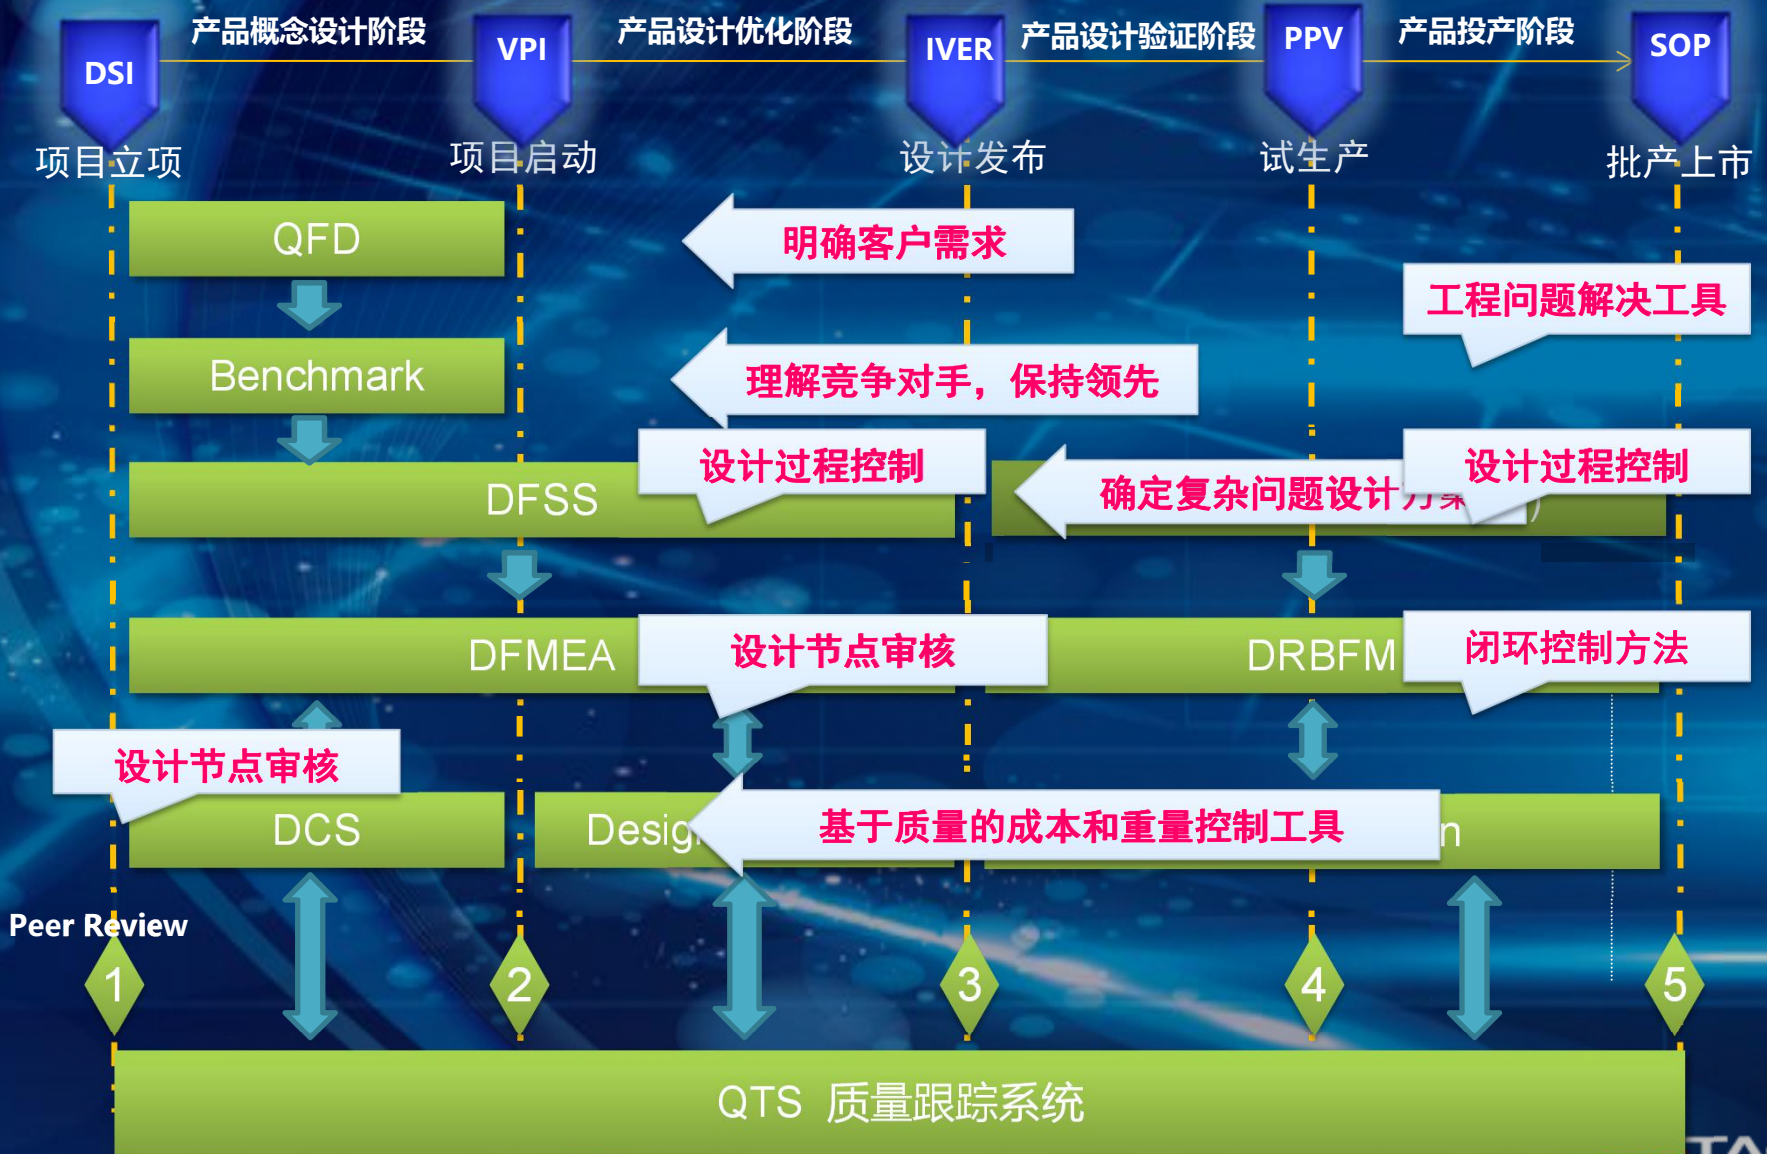 产品概念设计阶段
产品设计优化阶段
产品设计验证阶段
产品投产阶段
DSI
VPI
IVER
PPV
SOP
项目立项
项目启动
设计发布
试生产
批产上市
QFD
明确客户需求
工程问题解决工具
Benchmark
理解竞争对手，保持领先
DFSS
设计过程控制
确定复杂问题设计方案
设计过程控制
)
DFMEA
设计节点审核
DRBFM
闭环控制方法
设计节点审核
DCS
基于质量的成本和重量控制工具
Peer Review
1
2
3
4
5
QTS 质量跟踪系统